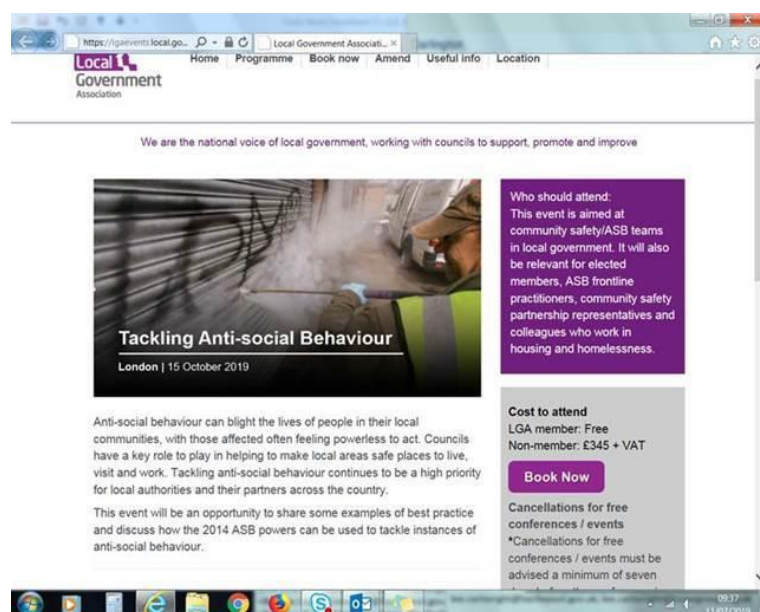 https://lgaevents.local.go...
Local Government Associati...
Local
Government
Association
Home Programme Book now Amend Useful info Location
We are the national voice of local government, working with councils to support, promote and improve
Tackling Anti-social Behaviour
London | 15 October 2019
Anti-social behaviour can blight the lives of people in their local
communities, with those affected often feeling powerless to act. Councils
have a key role to play in helping to make local areas safe places to live,
visit and work. Tackling anti-social behaviour continues to be a high priority
for local authorities and their partners across the country.
This event will be an opportunity to share some examples of best practice
and discuss how the 2014 ASB powers can be used to tackle instances of
anti-social behaviour.
Who should attend:
This event is aimed at
community safety/ASB teams
in local government. It will also
be relevant for elected
members, ASB frontline
practitioners, community safety
partnership representatives and
colleagues who work in
housing and homelessness.
Cost to attend
LGA member: Free
Non-member: £345 + VAT
Book Now
Cancellations for free
conferences / events
*Cancellations for free
conferences / events must be
advised a minimum of seven
09:37